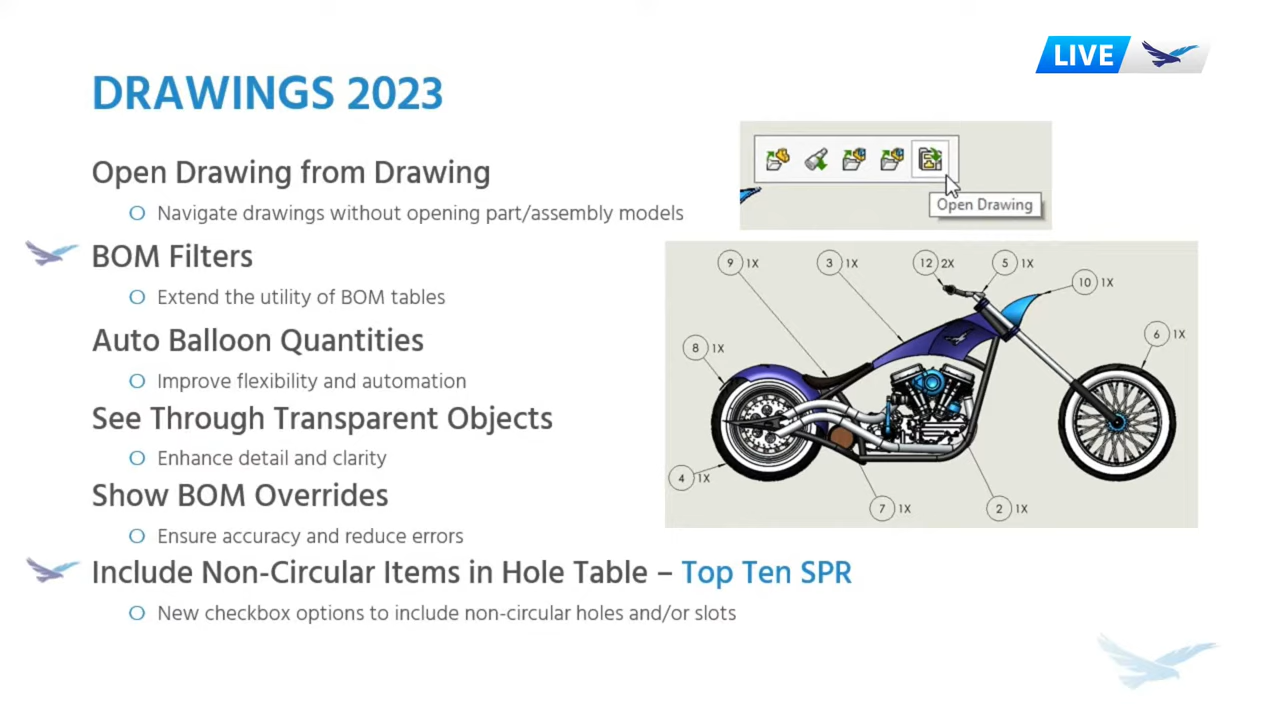 LIVE
DRAWINGS 2023
Open Drawing from Drawing
Navigate drawings without opening part/assembly models
BOM Filters
Extend the utility of BOM tables
Auto Balloon Quantities
Improve flexibility and automation
See Through Transparent Objects
Enhance detail and clarity
Show BOM Overrides
Ensure accuracy and reduce errors
Include Non-Circular Items in Hole Table – Top Ten SPR
New checkbox options to include non-circular holes and/or slots
Open Drawing
9 1X
3 1X
12 2X
5 1X
10 1X
8 1X
6 1X
4 1X
7 1X
2 1X